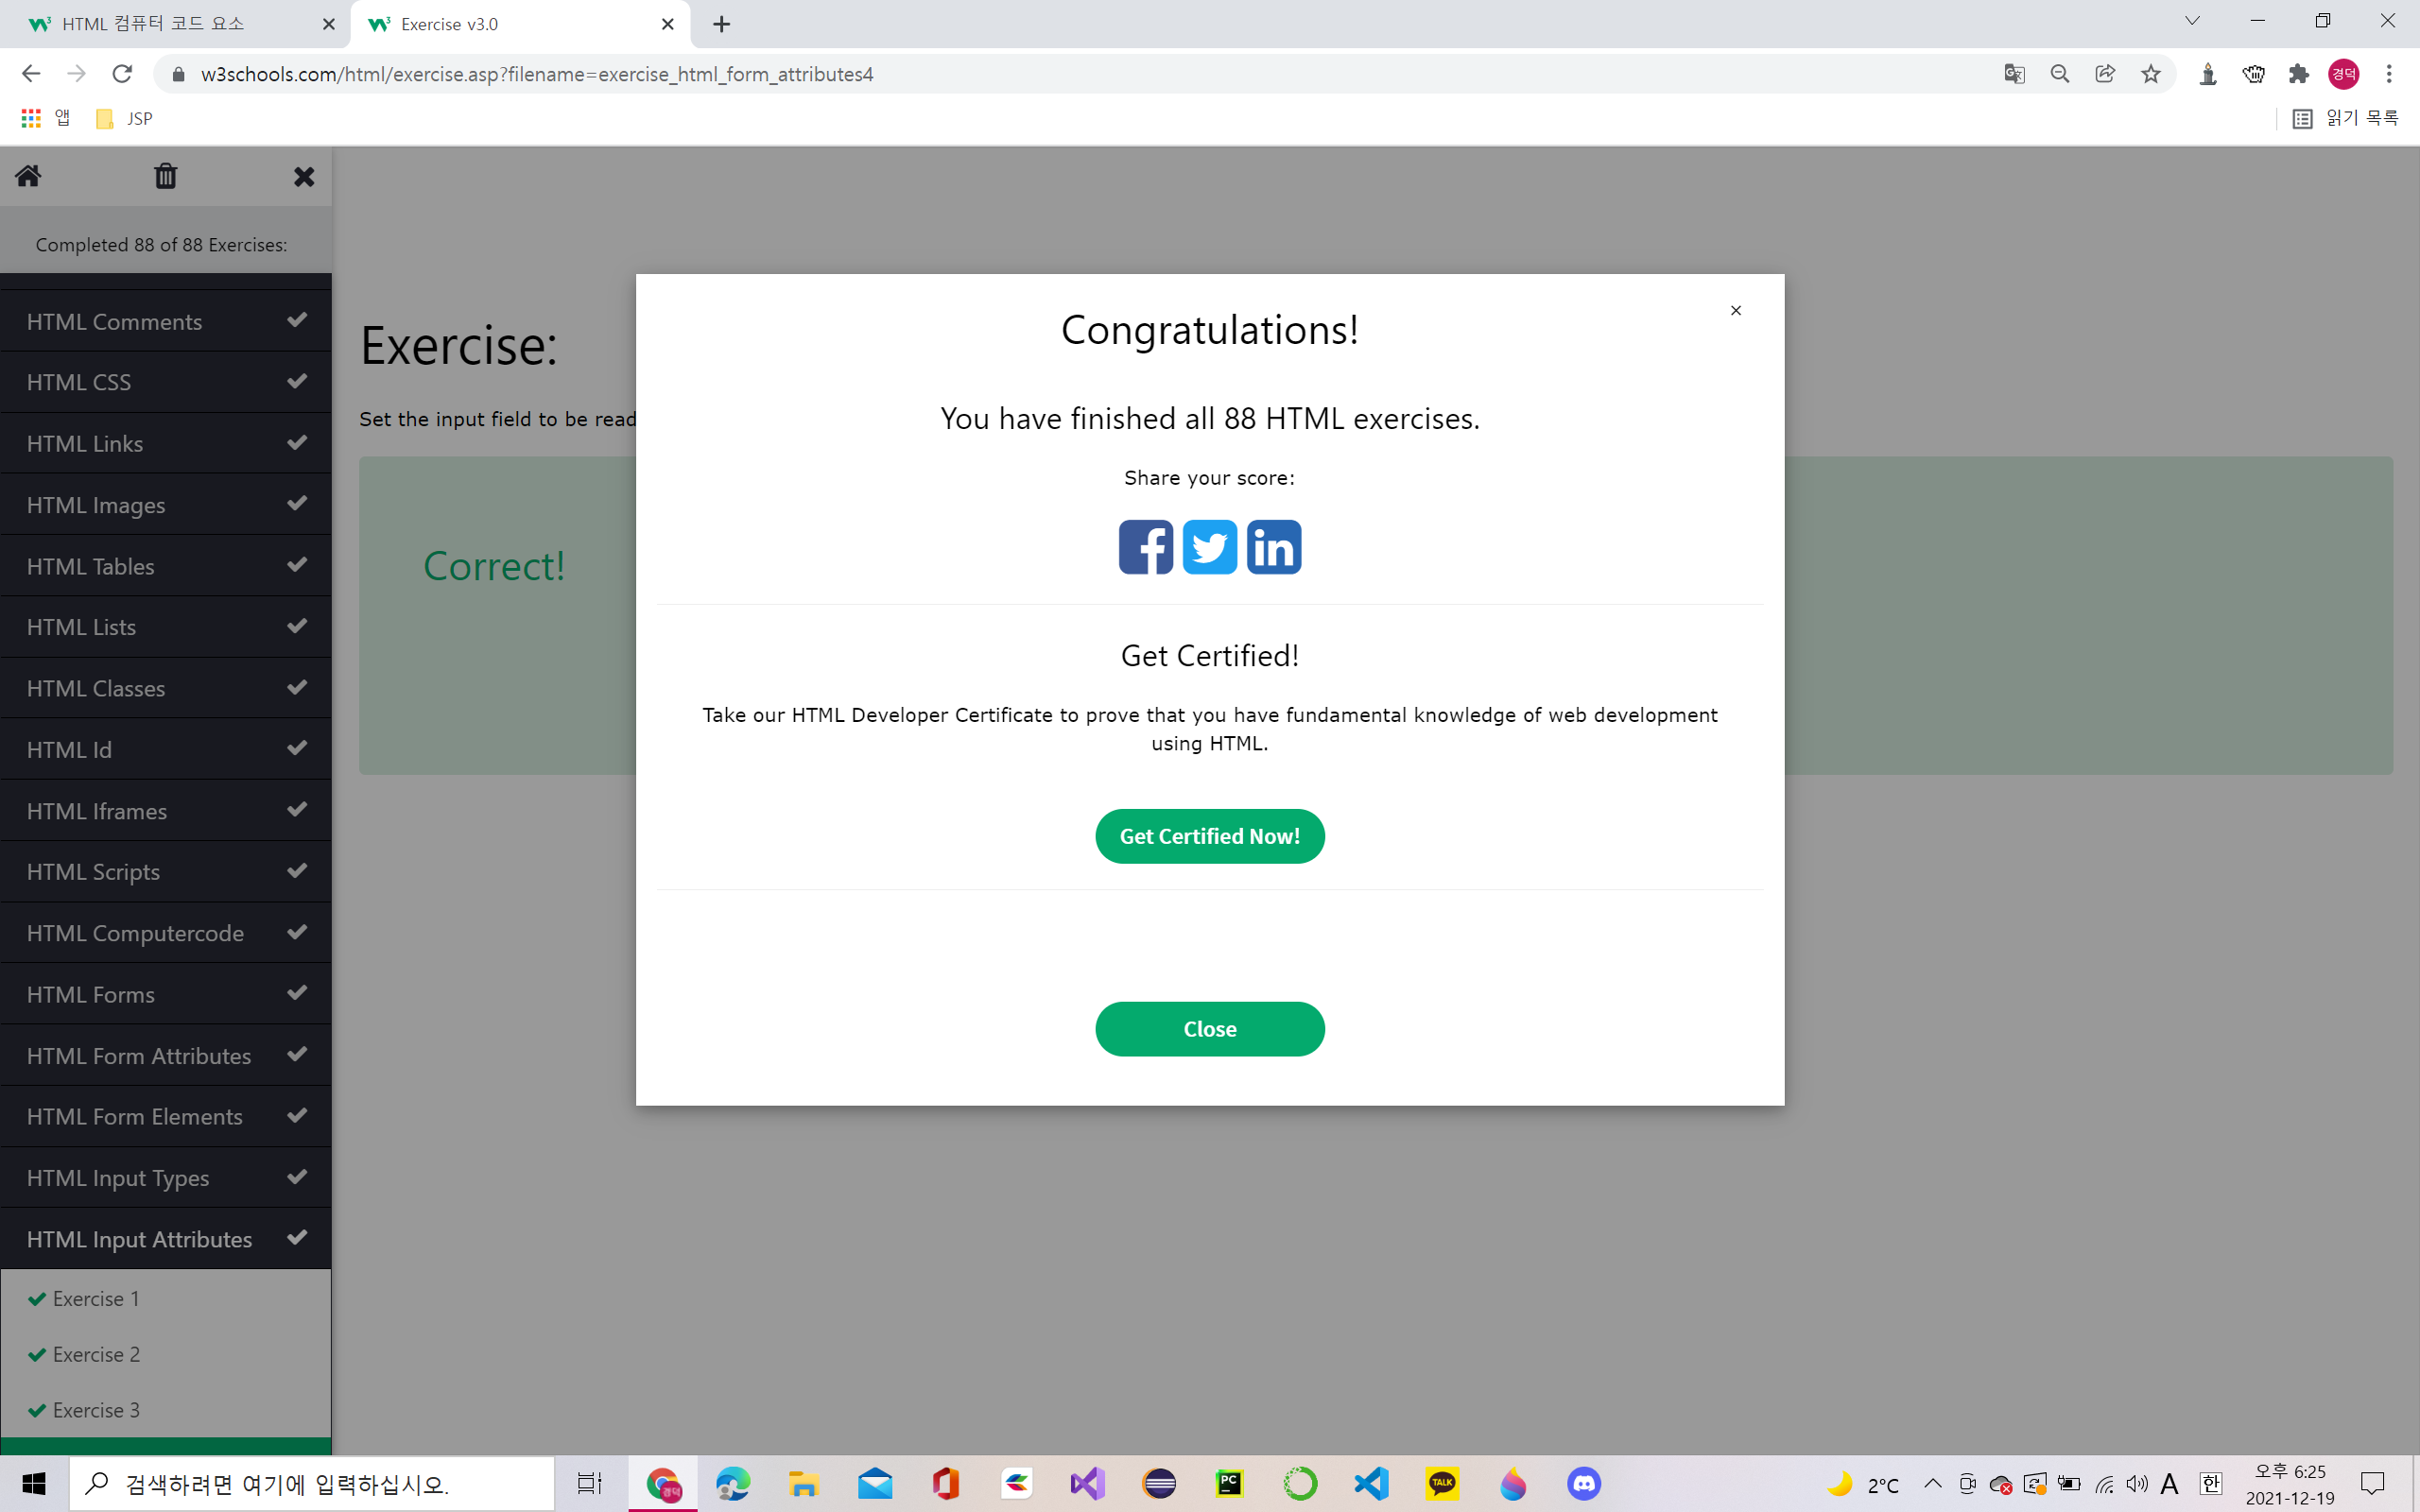 HTML 컴퓨터 코드 요소
Exercise v3.0
w3schools.com/html/exercise.asp?filename=exercise_html_form_attributes4
경덕
앱
JSP
읽기 목록
Completed 88 of 88 Exercises:
HTML Comments
HTML CSS
HTML Links
HTML Images
HTML Tables
HTML Lists
HTML Classes
HTML Id
HTML Iframes
HTML Scripts
HTML Computercode
HTML Forms
HTML Form Attributes
HTML Form Elements
HTML Input Types
HTML Input Attributes
Exercise 1
Exercise 2
Exercise 3
Exercise:
Set the input field to be read
Correct!
×
Congratulations!
You have finished all 88 HTML exercises.
Share your score:
Get Certified!
Take our HTML Developer Certificate to prove that you have fundamental knowledge of web development
using HTML.
Get Certified Now!
Close
검색하려면 여기에 입력하십시오.
경덕
PC
TALK
2°C
A
한
오후 6:25
2021-12-19